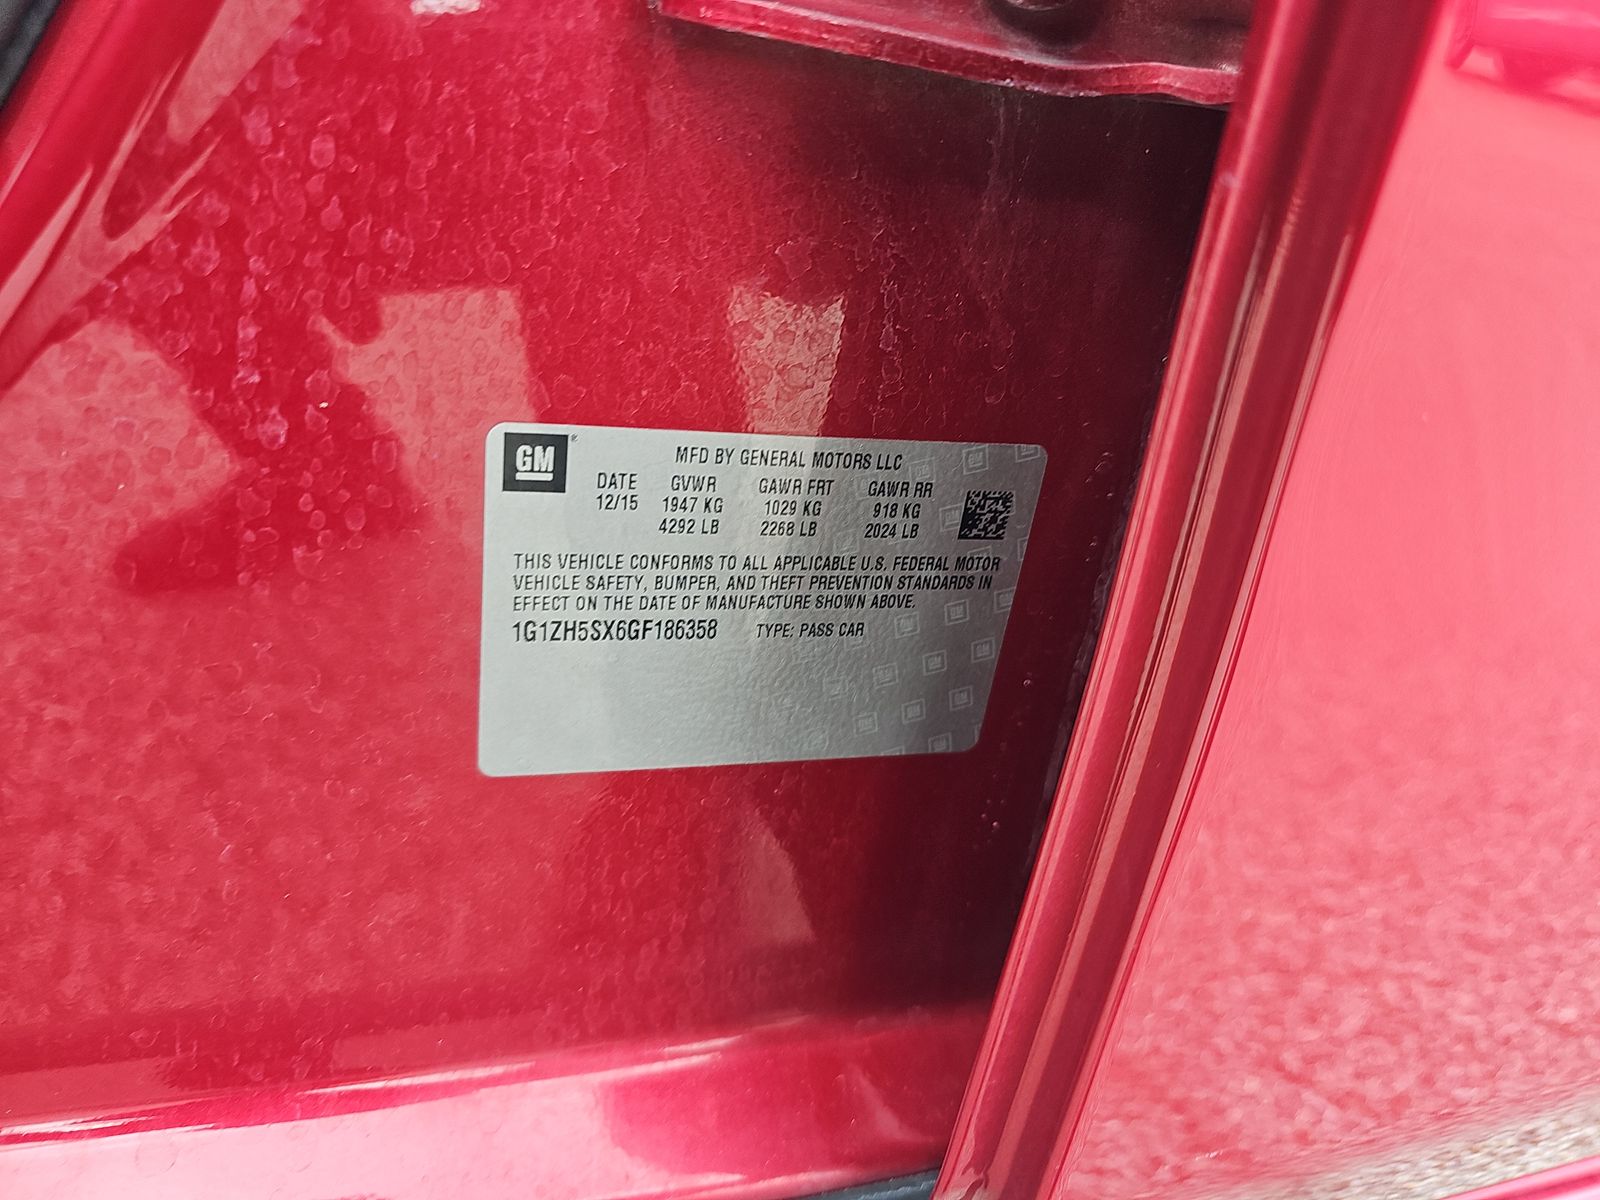 GM®
MFD BY GENERAL MOTORS LLC
DATE GVWR GAWR FRT GAWR RR
12/15 1947 KG 1029 KG 918 KG
4292 LB 2268 LB 2024 LB
THIS VEHICLE CONFORMS TO ALL APPLICABLE U.S. FEDERAL MOTOR
VEHICLE SAFETY, BUMPER, AND THEFT PREVENTION STANDARDS IN
EFFECT ON THE DATE OF MANUFACTURE SHOWN ABOVE.
1G1ZH5SX6GF186358 TYPE: PASS CAR